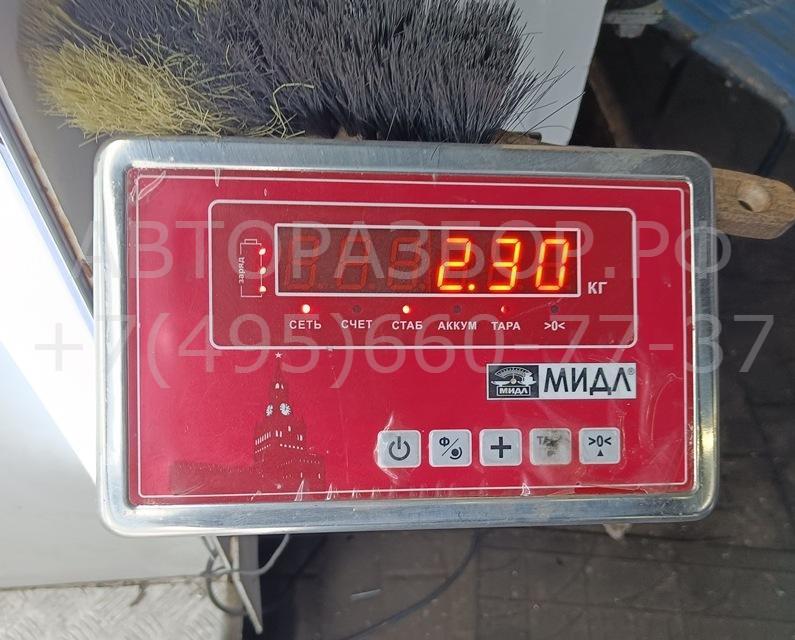 АВТОРАЗБОР.РФ
+7(495)660-77-37
заряд
2.30
КГ
СЕТЬ СЧЕТ СТАБ АККУМ ТАРА >0<
МИДЛ МИДЛ®
Ф + >0<